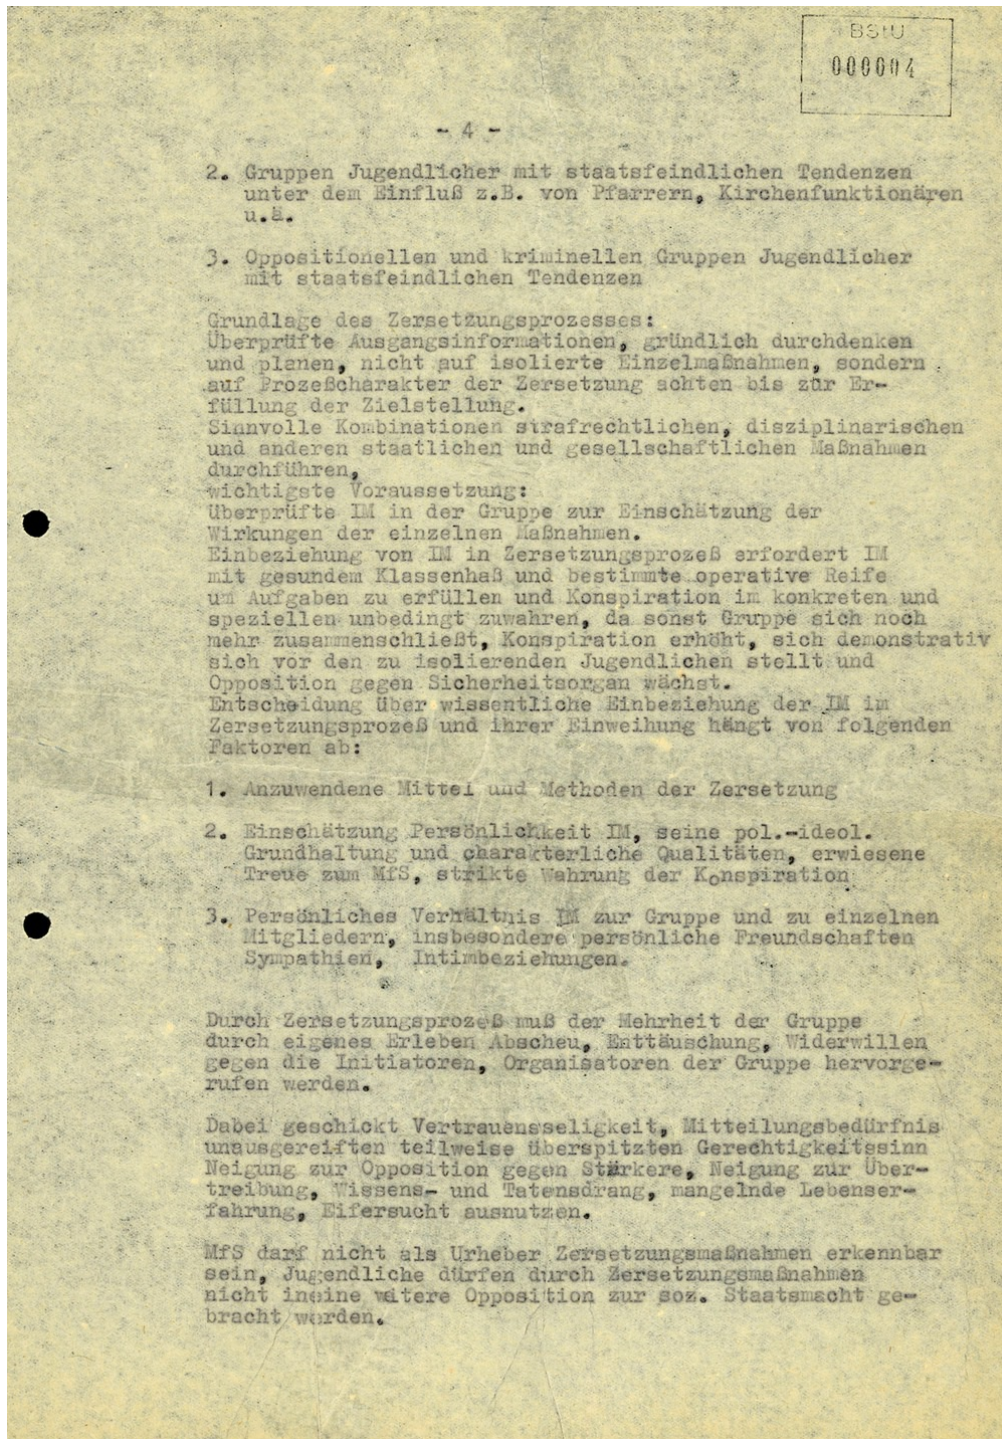 BStU
000004
- 4 -
2. Gruppen Jugendlicher mit staatsfeindlichen Tendenzen
unter dem Einfluß z.B. von Pfarrern, Kirchenfunktionären
u.ä.
3. Oppositionellen und kriminellen Gruppen Jugendlicher
mit staatsfeindlichen Tendenzen
Grundlage des Zersetzungsprozesses:
Überprüfte Ausgangsinformationen, gründlich durchdenken
und planen, nicht auf isolierte Einzelmaßnahmen, sondern
auf Prozeßcharakter der Zersetzung achten bis zur Er-
füllung der Zielstellung.
Sinnvolle Kombinationen strafrechtlichen, disziplinarischen
und anderen staatlichen und gesellschaftlichen Maßnahmen
durchführen,
wichtigste Voraussetzung:
Überprüfte IM in der Gruppe zur Einschätzung der
Wirkungen der einzelnen Maßnahmen.
Einbeziehung von IM in Zersetzungsprozeß erfordert IM
mit gesundem Klassenhaß und bestimmte operative Reife
um Aufgaben zu erfüllen und Konspiration im konkreten und
speziellen unbedingt zuwahren, da sonst Gruppe sich noch
mehr zusammenschließt, Konspiration erhöht, sich demonstrativ
sich vor den zu isolierenden Jugendlichen stellt und
Opposition gegen Sicherheitsorgan wächst.
Entscheidung über wissentliche Einbeziehung der IM im
Zersetzungsprozeß und ihrer Einweihung hängt von folgenden
Faktoren ab:
1. Anzuwendene Mittel und Methoden der Zersetzung
2. Einschätzung Persönlichkeit IM, seine pol.-ideol.
Grundhaltung und charakterliche Qualitäten, erwiesene
Treue zum MfS, strikte Wahrung der Konspiration
3. Persönliches Verhältnis IM zur Gruppe und zu einzelnen
Mitgliedern, insbesondere persönliche Freundschaften
Sympathien, Intimbeziehungen.
Durch Zersetzungsprozeß muß der Mehrheit der Gruppe
durch eigenes Erleben Abscheu, Enttäuschung, Widerwillen
gegen die Initiatoren, Organisatoren der Gruppe hervorge-
rufen werden.
Dabei geschickt Vertrauensseligkeit, Mitteilungsbedürfnis
unausgereiften teilweise überspitzten Gerechtigkeitssinn
Neigung zur Opposition gegen Stärkere, Neigung zur Über-
treibung, Wissens- und Tatensdrang, mangelnde Lebenser-
fahrung, Eifersucht ausnutzen.
MfS darf nicht als Urheber Zersetzungsmaßnahmen erkennbar
sein, Jugendliche dürfen durch Zersetzungsmaßnahmen
nicht ineine witere Opposition zur soz. Staatsmacht ge-
bracht werden.